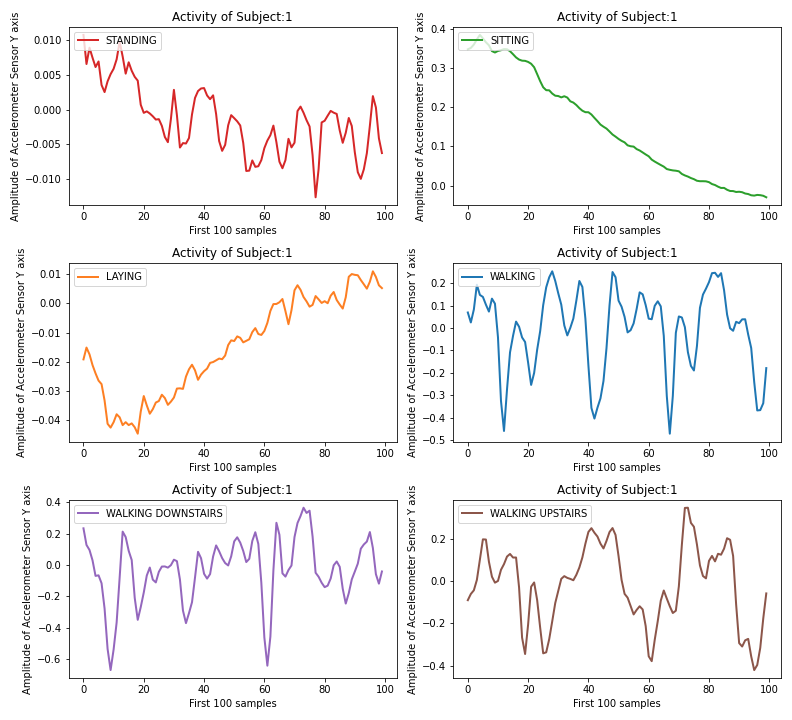 Activity of Subject:1
STANDING
0.010
0.005
0.000
−0.005
−0.010
Amplitude of Accelerometer Sensor Y axis
0 20 40 60 80 100
First 100 samples
Activity of Subject:1
SITTING
0.4
0.3
0.2
0.1
0.0
Amplitude of Accelerometer Sensor Y axis
0 20 40 60 80 100
First 100 samples
Activity of Subject:1
LAYING
0.01
0.00
−0.01
−0.02
−0.03
−0.04
Amplitude of Accelerometer Sensor Y axis
0 20 40 60 80 100
First 100 samples
Activity of Subject:1
WALKING
0.2
0.1
0.0
−0.1
−0.2
−0.3
−0.4
−0.5
Amplitude of Accelerometer Sensor Y axis
0 20 40 60 80 100
First 100 samples
Activity of Subject:1
WALKING DOWNSTAIRS
0.4
0.2
0.0
−0.2
−0.4
−0.6
Amplitude of Accelerometer Sensor Y axis
0 20 40 60 80 100
First 100 samples
Activity of Subject:1
WALKING UPSTAIRS
0.2
0.0
−0.2
−0.4
Amplitude of Accelerometer Sensor Y axis
0 20 40 60 80 100
First 100 samples